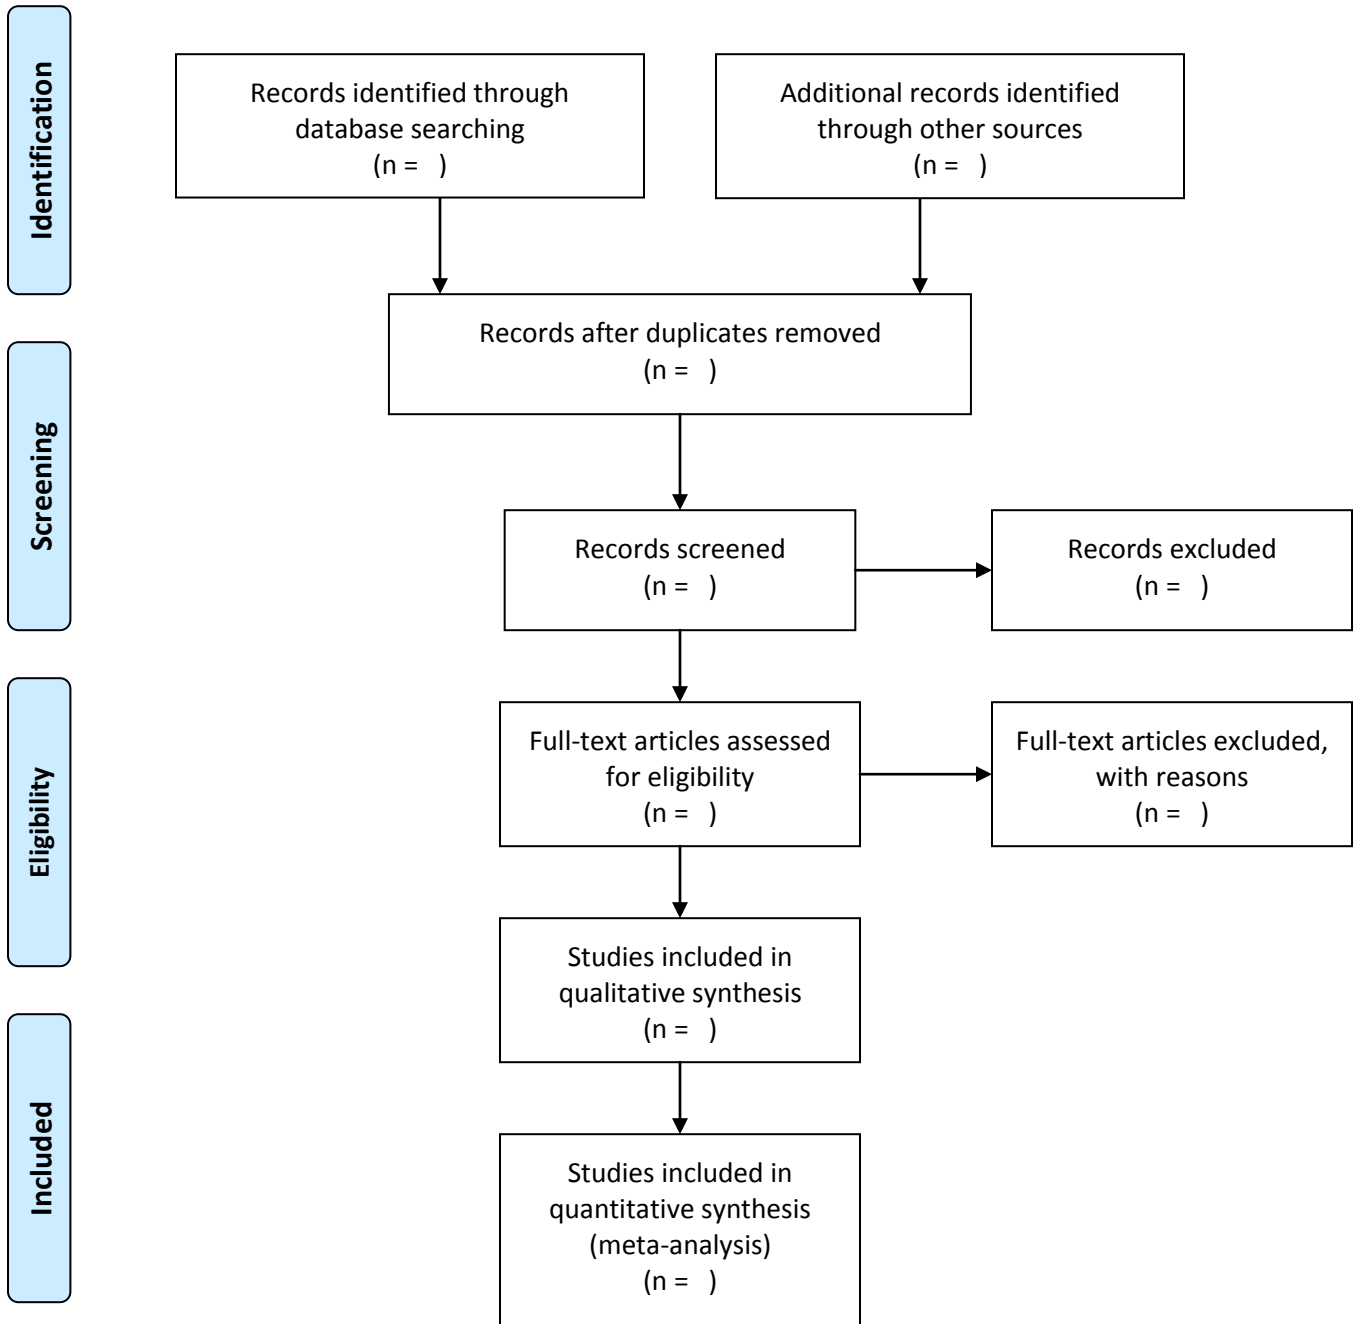 Identification
Records identified through
database searching
(n =   )
Additional records identified
through other sources
(n =   )
Records after duplicates removed
(n =   )
Screening
Records screened
(n =   )
Records excluded
(n =   )
Eligibility
Full-text articles assessed
for eligibility
(n =   )
Full-text articles excluded,
with reasons
(n =   )
Studies included in
qualitative synthesis
(n =   )
Included
Studies included in
quantitative synthesis
(meta-analysis)
(n =   )